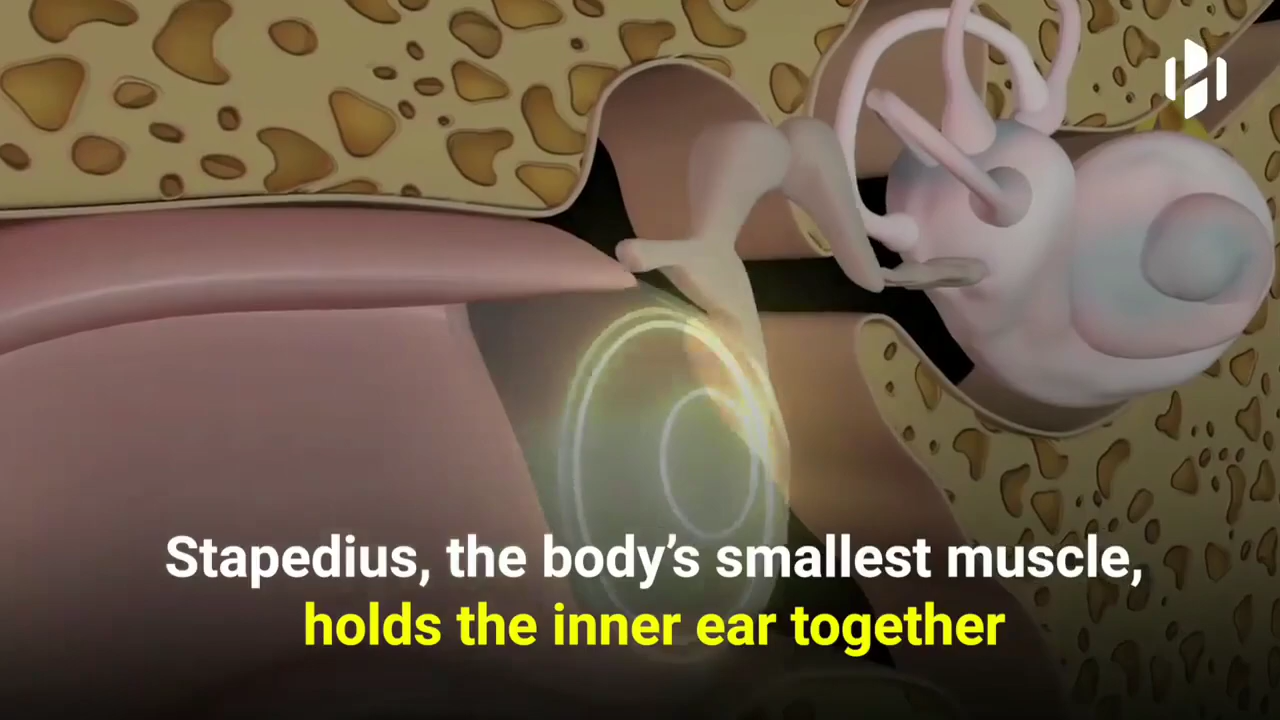 Stapedius, the body’s smallest muscle,
holds the inner ear together